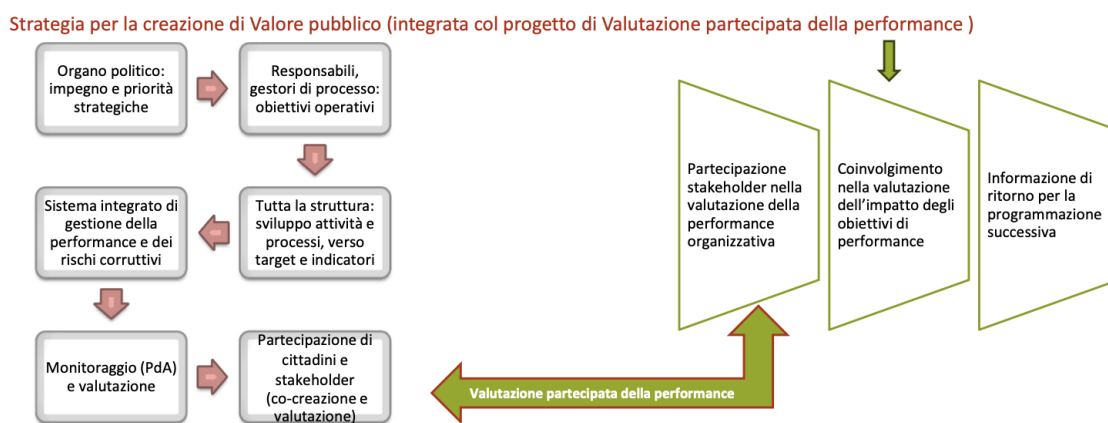 Strategia per la creazione di Valore pubblico (integrata col progetto di Valutazione partecipata della performance )
Organo politico:
impegno e priorità
strategiche
Responsabili,
gestori di processo:
obiettivi operativi
Sistema integrato di
gestione della
performance e dei
rischi corruttivi
Tutta la struttura:
sviluppo attività e
processi, verso
target e indicatori
Monitoraggio (PdA)
e valutazione
Partecipazione di
cittadini e
stakeholder
(co-creazione e
valutazione)
Valutazione partecipata della performance
Partecipazione
stakeholder nella
valutazione della
performance
organizzativa
Coinvolgimento
nella valutazione
dell’impatto degli
obiettivi di
performance
Informazione di
ritorno per la
programmazione
successiva